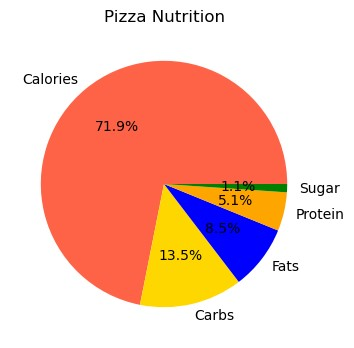 Pizza Nutrition
Calories
71.9%
1.1%
Sugar
5.1%
Protein
8.5%
13.5%
Fats
Carbs